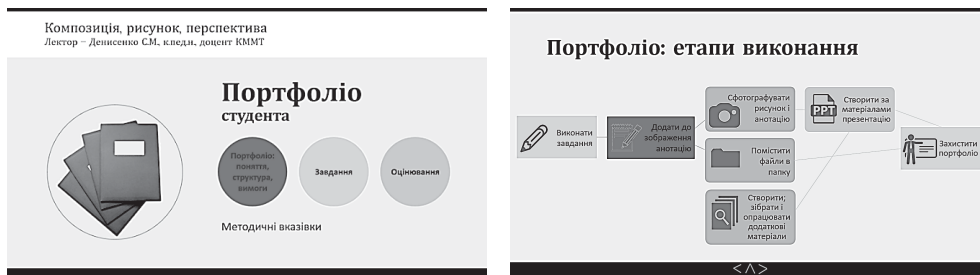 Композиція, рисунок, перспектива
Лектор – Денисенко С.М., к.пед.н., доцент КММТ
Портфоліо
студента
Портфоліо:
поняття,
структура,
вимоги
Завдання
Оцінювання
Методичні вказівки
Портфоліо: етапи виконання
Виконати
завдання
Додати до
зображення
анотацію
Сфотографувати
рисунок і
анотацію
Помістити
файли в
папку
Створити;
зібрати і
опрацювати
додаткові
матеріали
PPT
Створити за
матеріалами
презентацію
Захистити
портфоліо